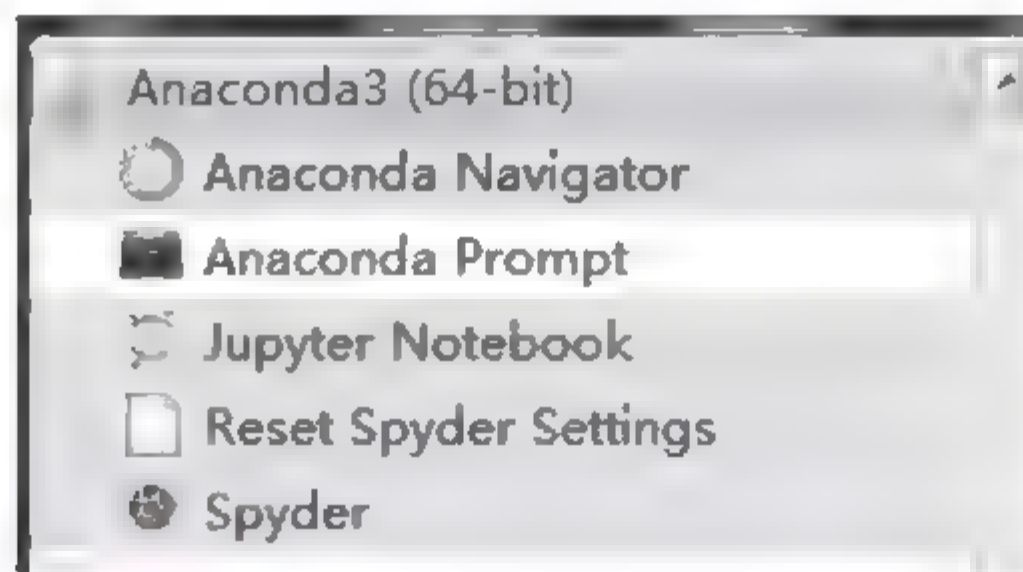 Anaconda3 (64-bit)
Anaconda Navigator
Anaconda Prompt
Jupyter Notebook
Reset Spyder Settings
Spyder